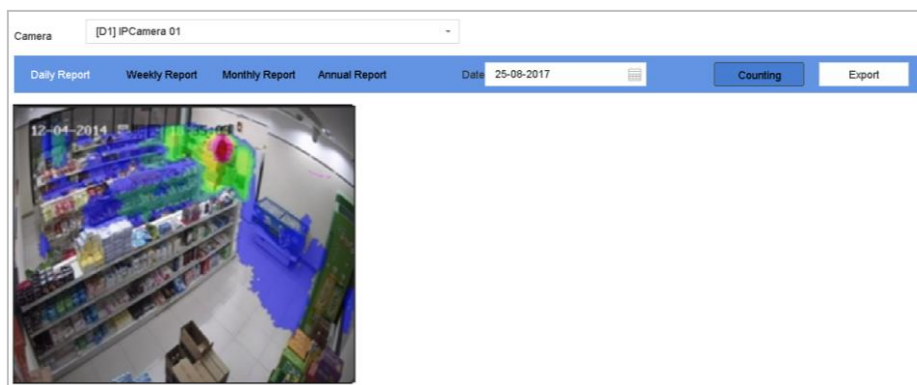 Camera [D1] IPCamera 01
Daily Report Weekly Report Monthly Report Annual Report Date 25-08-2017 Counting Export
12-04-2014